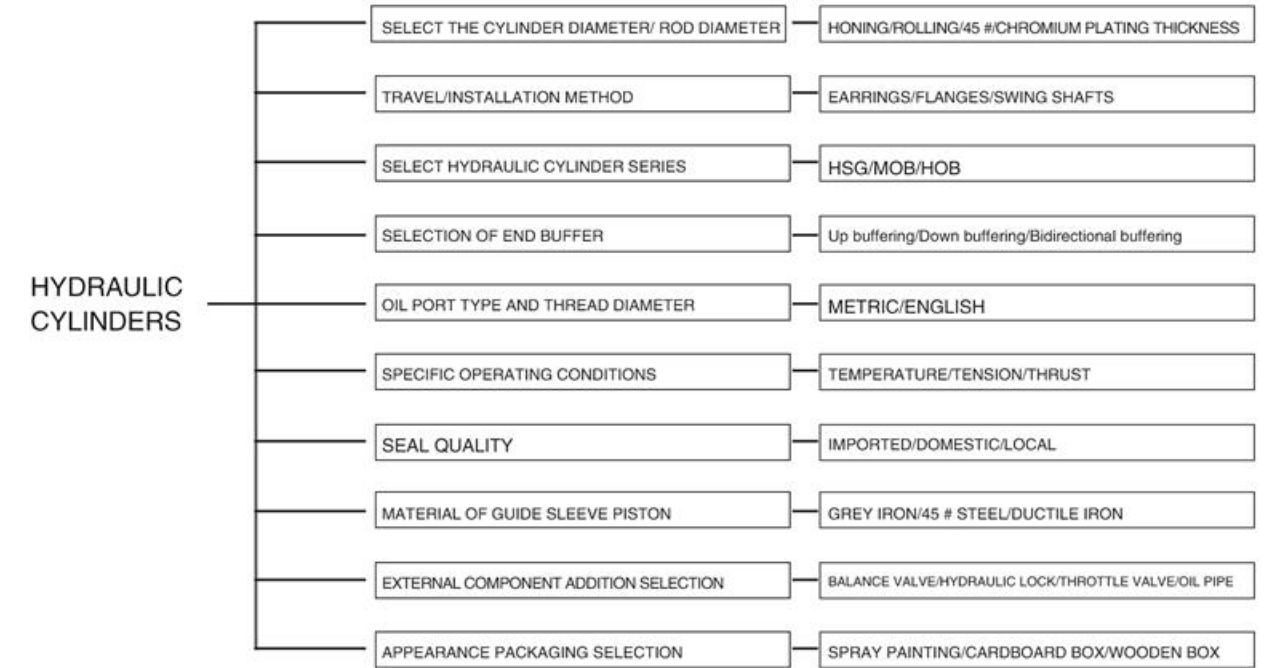 SELECT THE CYLINDER DIAMETER/ ROD DIAMETER
HONING/ROLLING/45 #/CHROMIUM PLATING THICKNESS
TRAVEL/INSTALLATION METHOD
EARRINGS/FLANGES/SWING SHAFTS
SELECT HYDRAULIC CYLINDER SERIES
HSG/MOB/HOB
SELECTION OF END BUFFER
Up buffering/Down buffering/Bidirectional buffering
HYDRAULIC
CYLINDERS
OIL PORT TYPE AND THREAD DIAMETER
METRIC/ENGLISH
SPECIFIC OPERATING CONDITIONS
TEMPERATURE/TENSION/THRUST
SEAL QUALITY
IMPORTED/DOMESTIC/LOCAL
MATERIAL OF GUIDE SLEEVE PISTON
GREY IRON/45 # STEEL/DUCTILE IRON
EXTERNAL COMPONENT ADDITION SELECTION
BALANCE VALVE/HYDRAULIC LOCK/THROTTLE VALVE/OIL PIPE
APPEARANCE PACKAGING SELECTION
SPRAY PAINTING/CARDBOARD BOX/WOODEN BOX